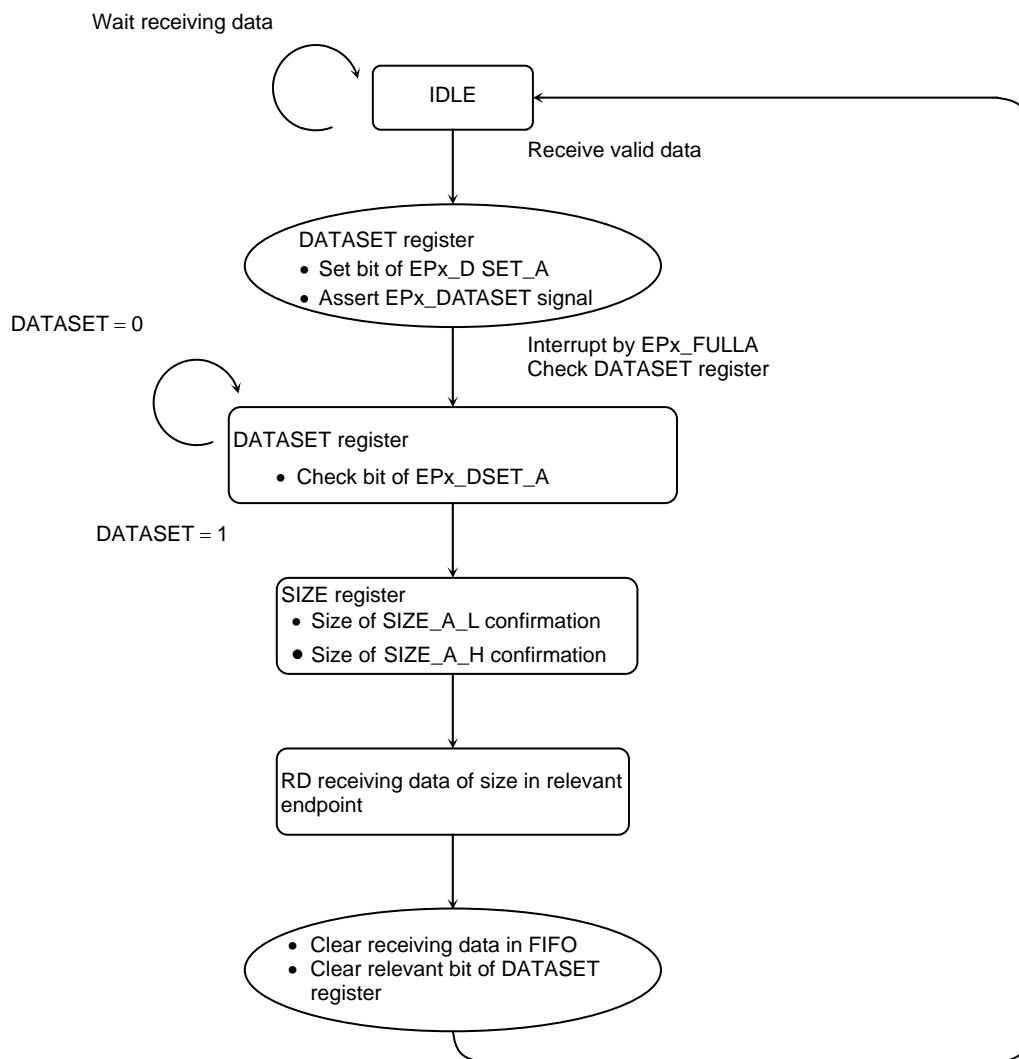 Wait receiving data
IDLE
Receive valid data
DATASET register
• Set bit of EPx_D SET_A
• Assert EPx_DATASET signal
DATASET = 0
Interrupt by EPx_FULLA
Check DATASET register
DATASET register
• Check bit of EPx_DSET_A
DATASET = 1
SIZE register
• Size of SIZE_A_L confirmation
• Size of SIZE_A_H confirmation
RD receiving data of size in relevant
endpoint
• Clear receiving data in FIFO
• Clear relevant bit of DATASET
register